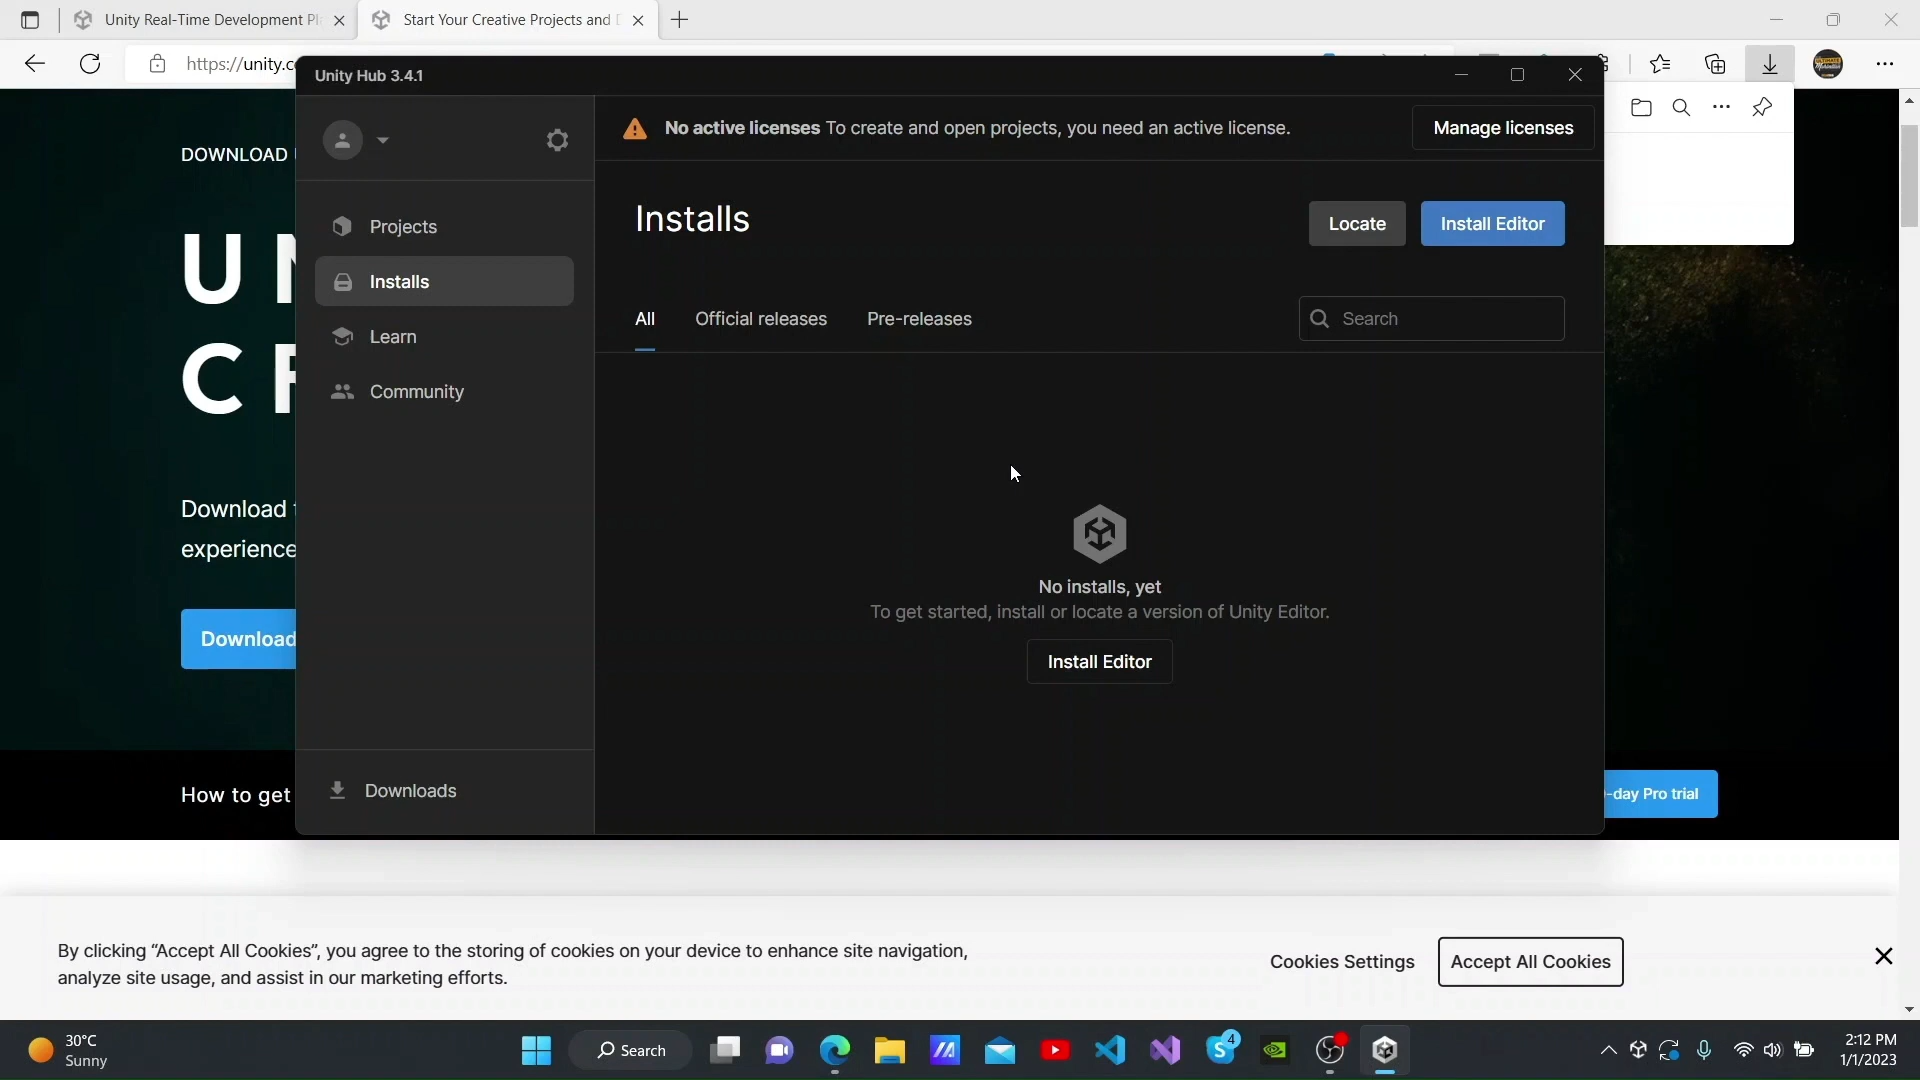 Unity Real-Time Development Pl
Start Your Creative Projects and D
https://unity.c
Unity Hub 3.4.1
No active licenses To create and open projects, you need an active license.
Manage licenses
DOWNLOAD
Projects
Installs
Learn
Community
Downloads
Installs
Locate
Install Editor
All
Official releases
Pre-releases
Search
No installs, yet
To get started, install or locate a version of Unity Editor.
Install Editor
U
C
Download
experience
Download
How to get
-day Pro trial
By clicking “Accept All Cookies”, you agree to the storing of cookies on your device to enhance site navigation,
analyze site usage, and assist in our marketing efforts.
Cookies Settings
Accept All Cookies
30°C
Sunny
Search
4
2:12 PM
1/1/2023